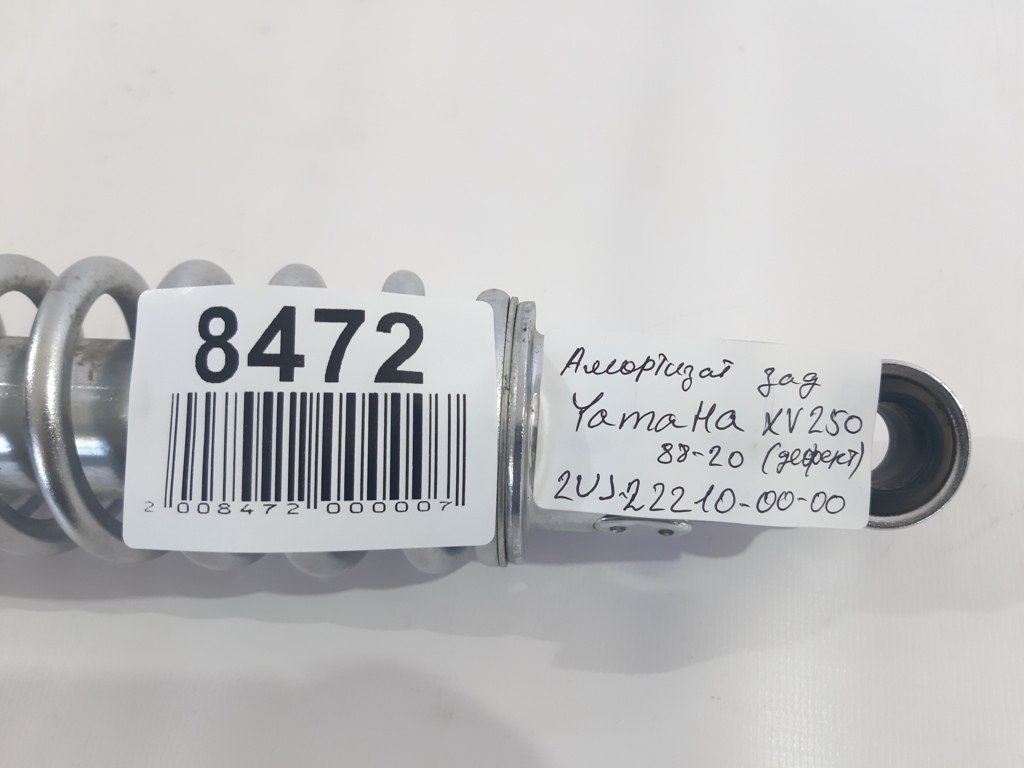 8472
2 008472 000007
Амортизат зад
Yamaha XV250
88-20 (дефект)
2UJ-22210-00-00